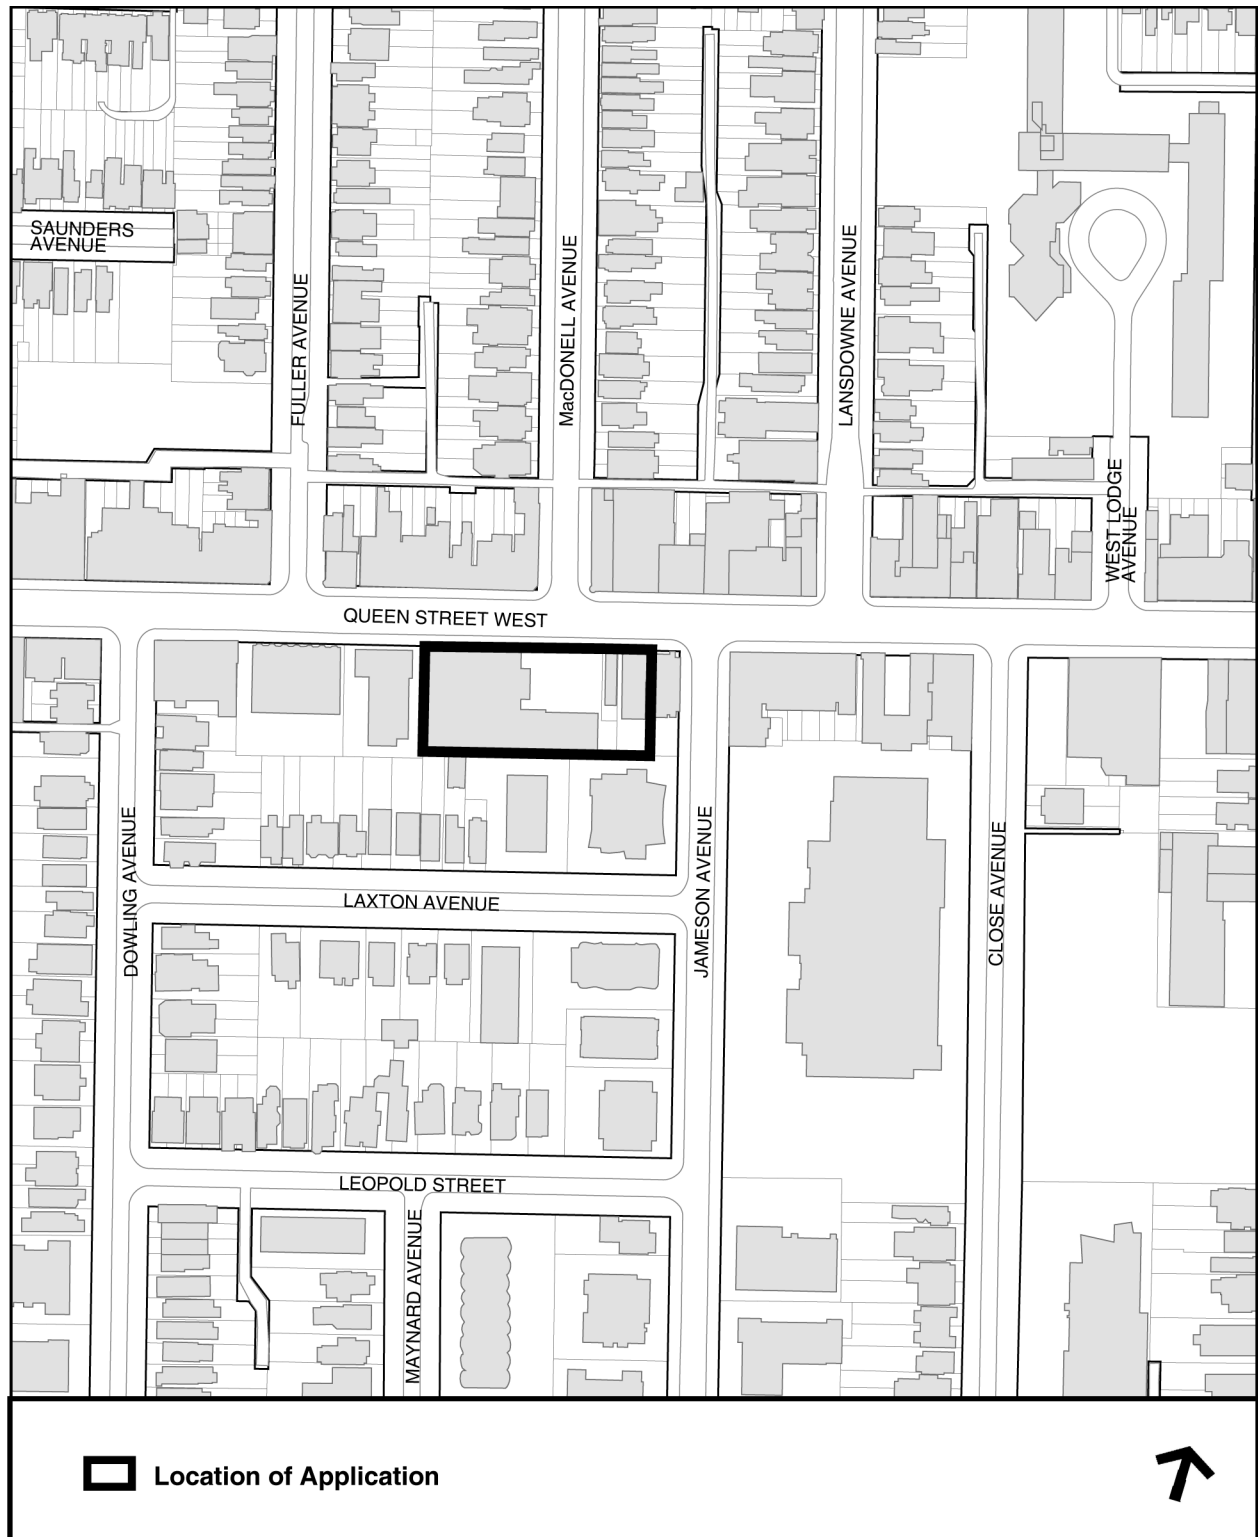 SAUNDERS
AVENUE
FULLER AVENUE
MacDONELL AVENUE
LANSDOWNE AVENUE
WEST LODGE
AVENUE
QUEEN STREET WEST
DOWLING AVENUE
LAXTON AVENUE
JAMESON AVENUE
CLOSE AVENUE
LEOPOLD STREET
MAYNARD AVENUE
Location of Application